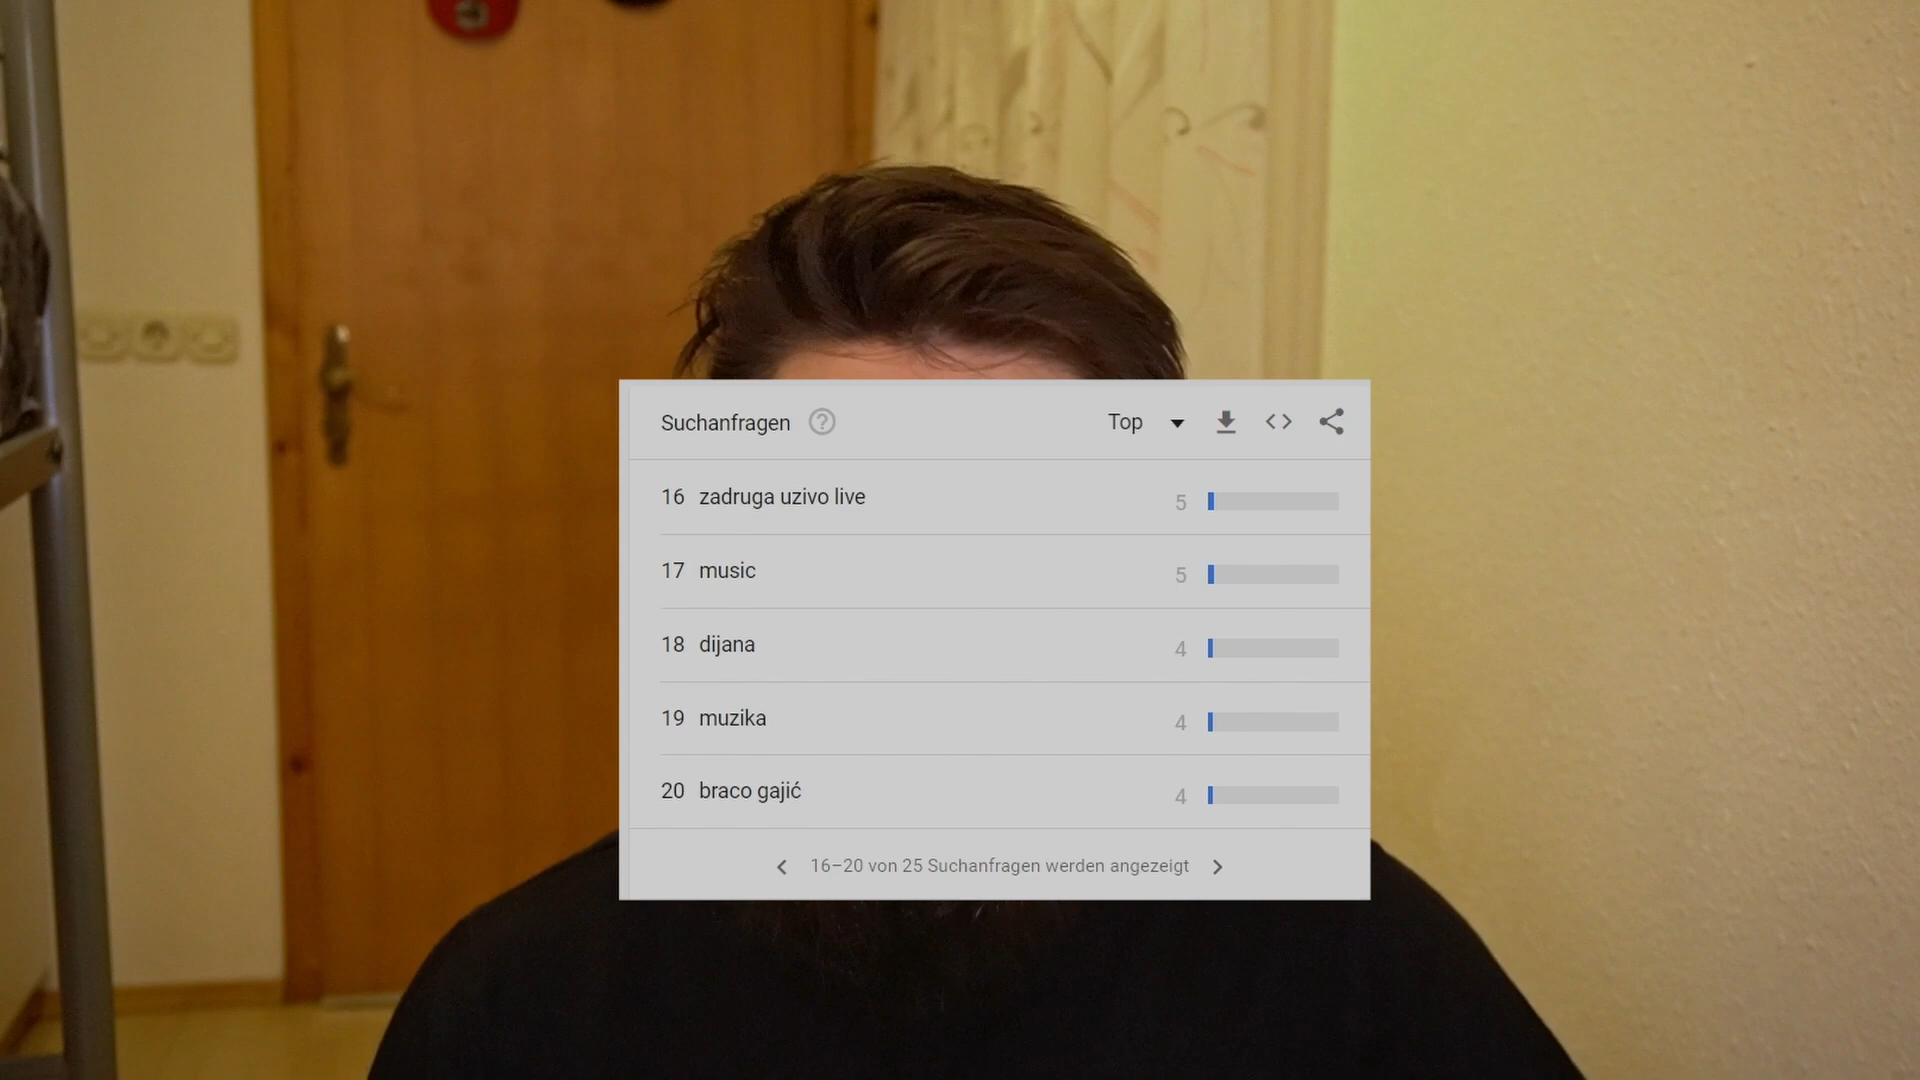 Suchanfragen ? Top
16 zadruga uzivo live 5
17 music 5
18 dijana 4
19 muzika 4
20 braco gajić 4
16–20 von 25 Suchanfragen werden angezeigt